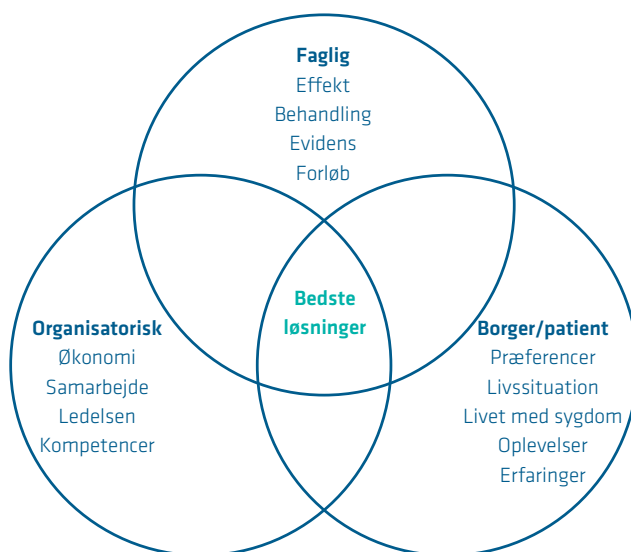 Faglig
Effekt
Behandling
Evidens
Forløb
Bedste
løsninger
Organisatorisk
Økonomi
Samarbejde
Ledelsen
Kompetencer
Borger/patient
Præferencer
Livssituation
Livet med sygdom
Oplevelser
Erfaringer